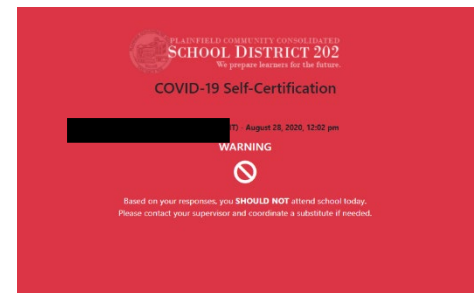 PLAINFIELD COMMUNITY CONSOLIDATED
SCHOOL DISTRICT 202
We prepare learners for the future.
COVID-19 Self-Certification
August 28, 2020, 12:02 pm
WARNING
Based on your responses, you SHOULD NOT attend school today.
Please contact your supervisor and coordinate a substitute if needed.